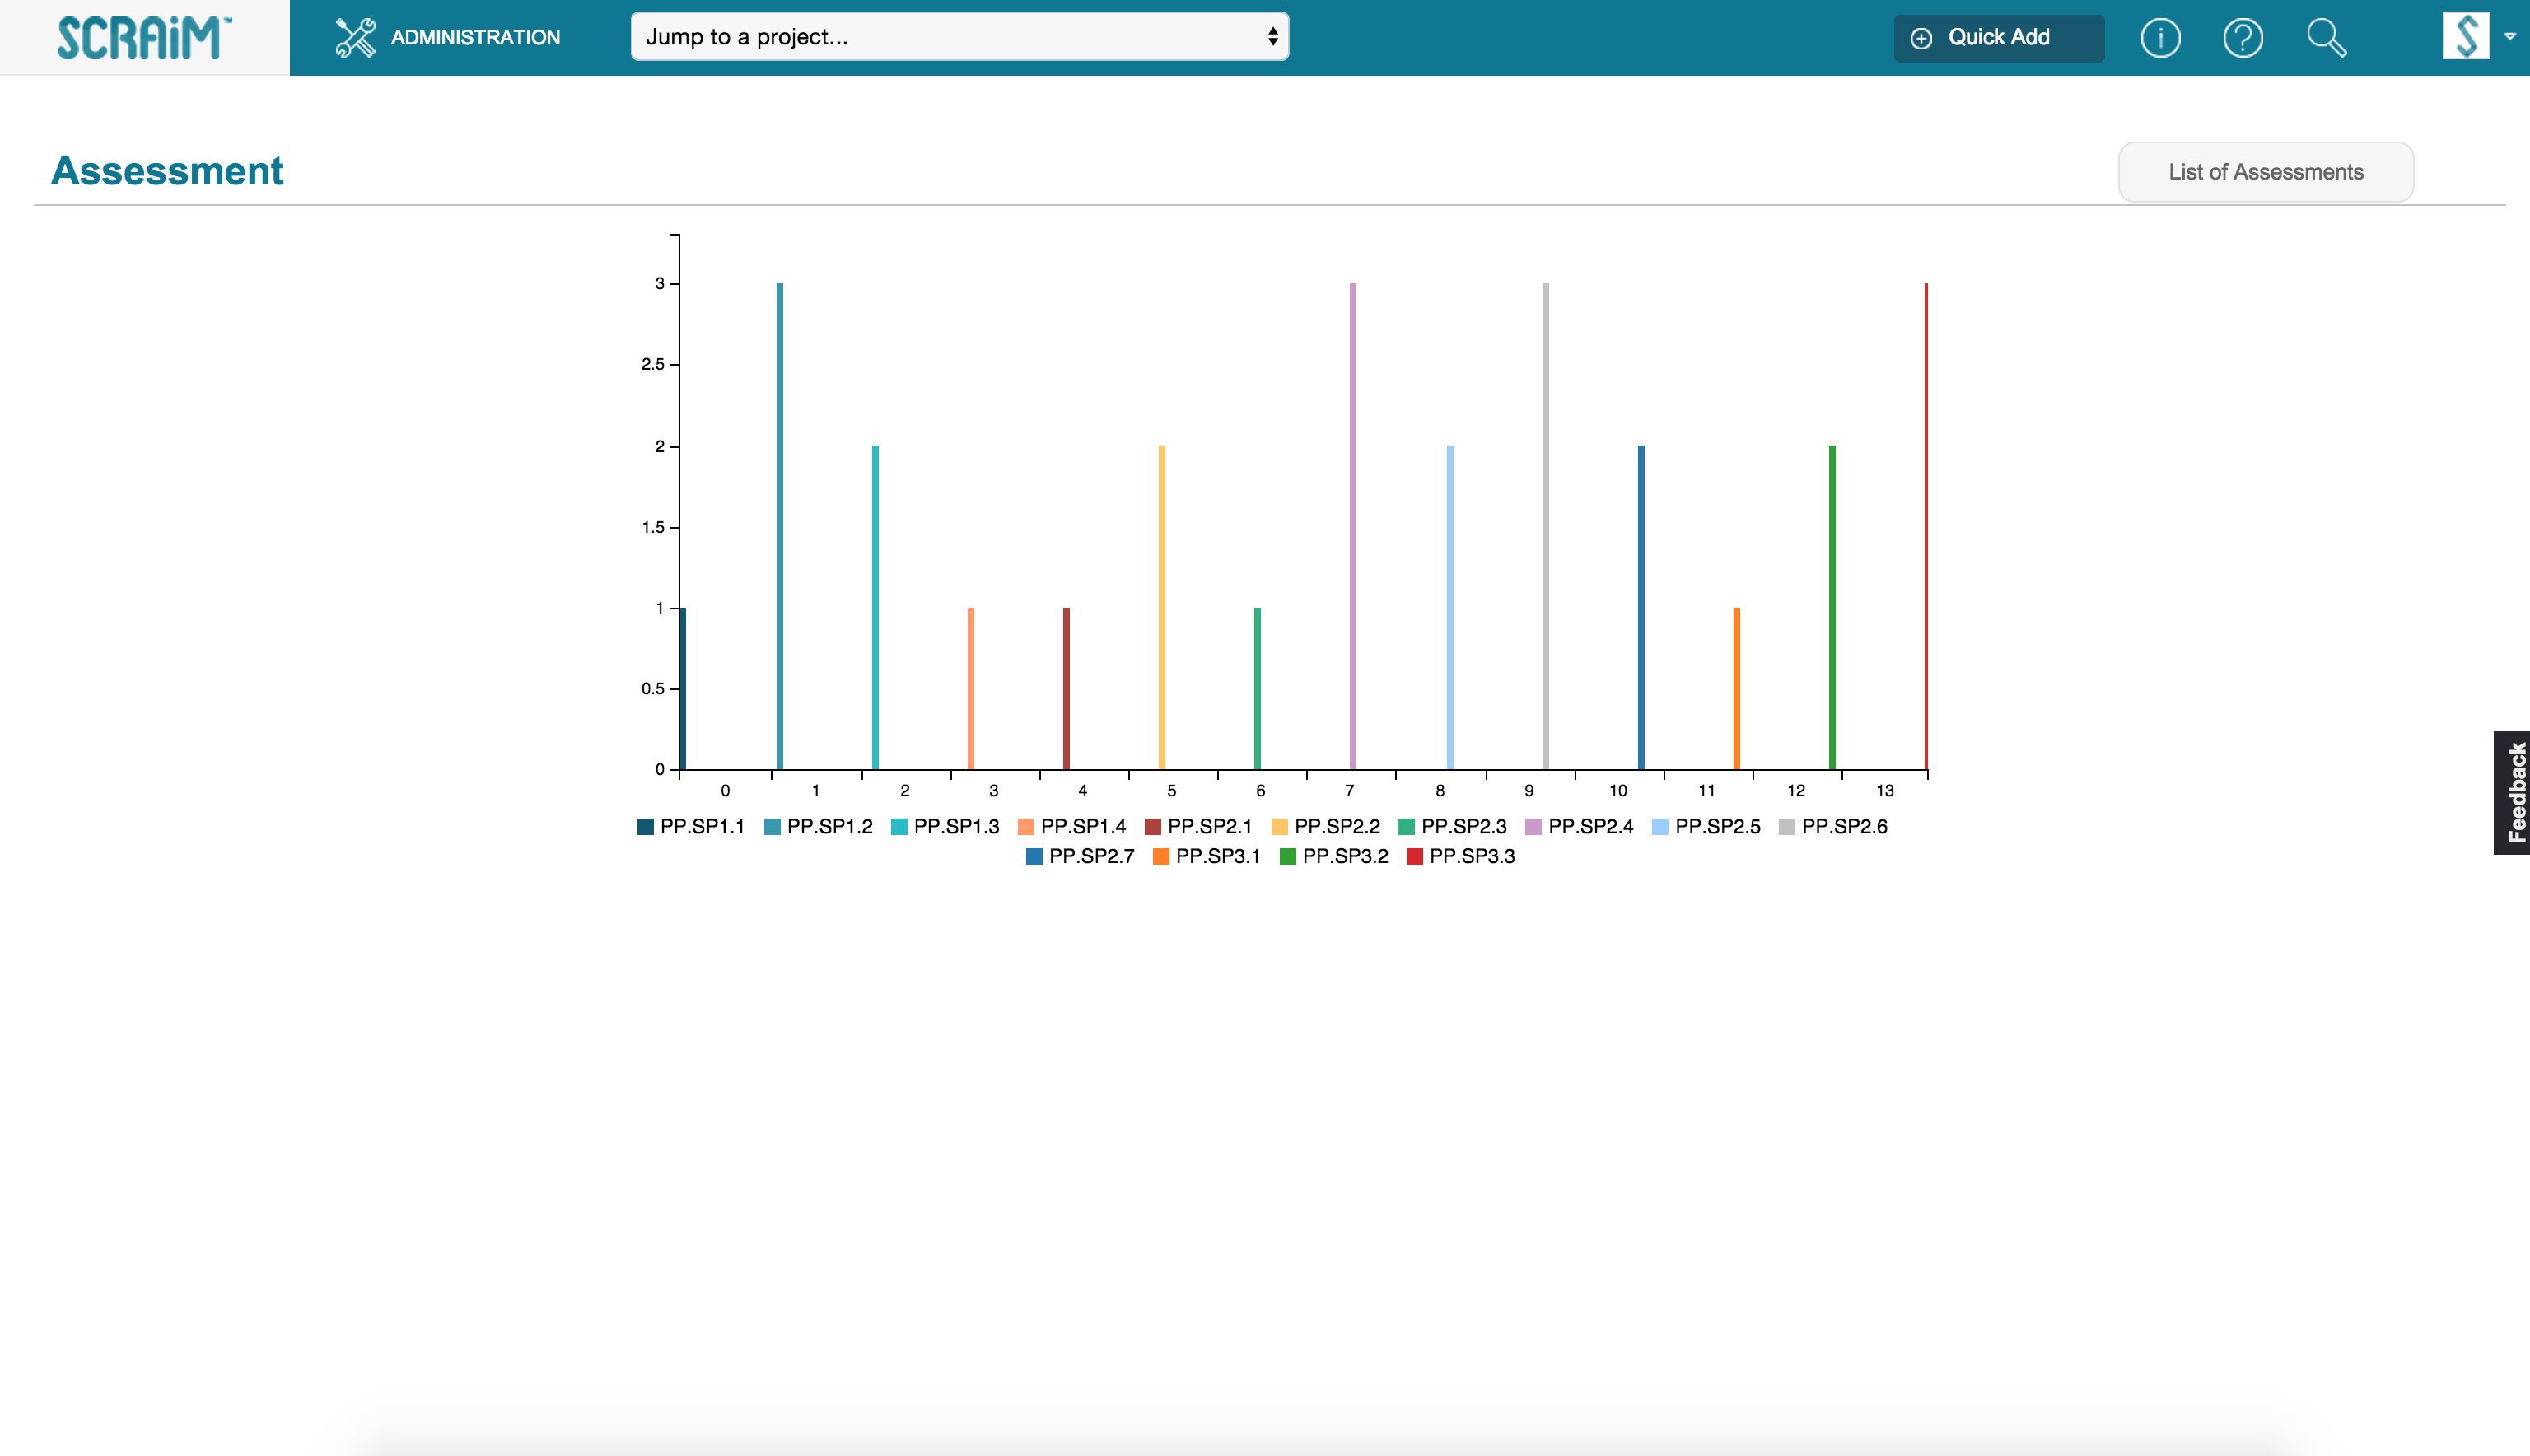 SCRAiM™ ADMINISTRATION Jump to a project... Quick Add
Assessment List of Assessments
3
2.5
2
1.5
1
0.5
0
0 1 2 3 4 5 6 7 8 9 10 11 12 13
PP.SP1.1 PP.SP1.2 PP.SP1.3 PP.SP1.4 PP.SP2.1 PP.SP2.2 PP.SP2.3 PP.SP2.4 PP.SP2.5 PP.SP2.6
PP.SP2.7 PP.SP3.1 PP.SP3.2 PP.SP3.3
Feedback